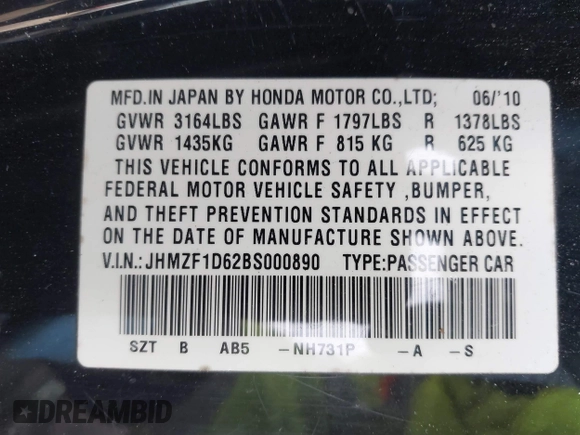 MFD.IN JAPAN BY HONDA MOTOR CO.,LTD; 06/'10
GVWR 3164LBS GAWR F 1797LBS R 1378LBS
GVWR 1435KG GAWR F 815 KG R 625 KG
THIS VEHICLE CONFORMS TO ALL APPLICABLE
FEDERAL MOTOR VEHICLE SAFETY ,BUMPER,
AND THEFT PREVENTION STANDARDS IN EFFECT
ON THE DATE OF MANUFACTURE SHOWN ABOVE.
V.I.N.:JHMZF1D62BS000890 TYPE:PASSENGER CAR
SZT B AB5 -NH731P -A -S
DREAMBID